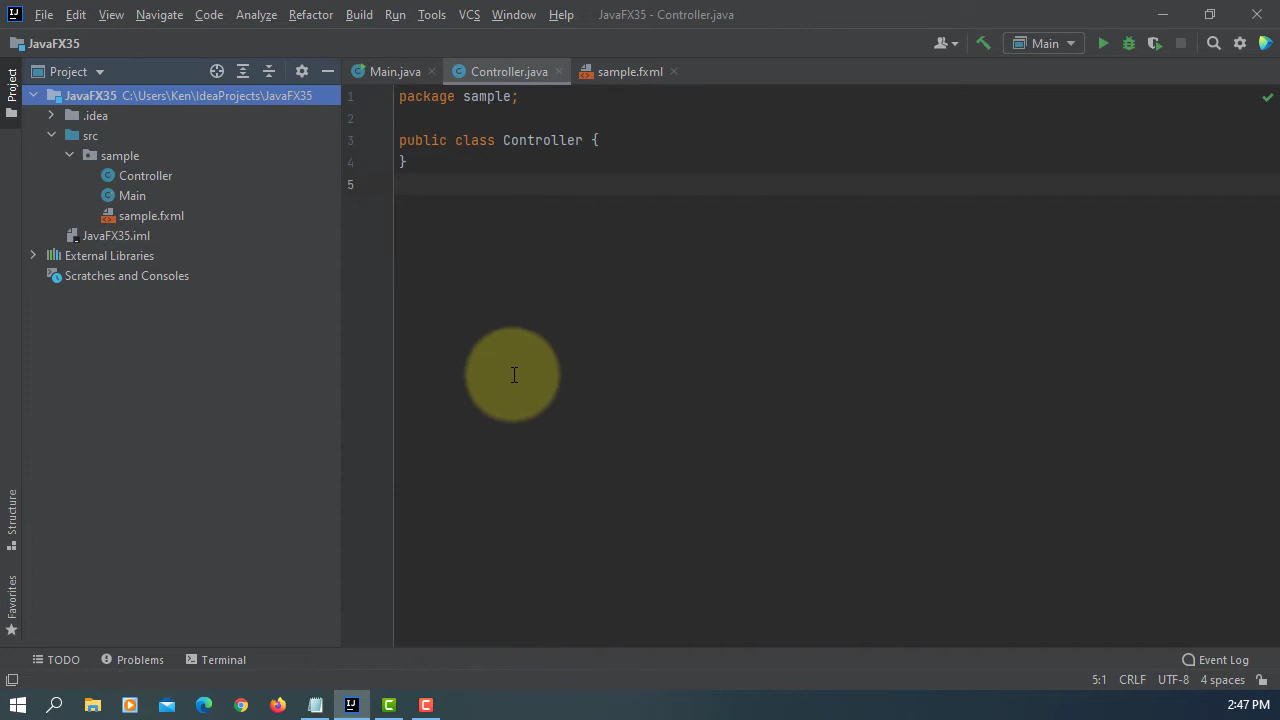 File Edit View Navigate Code Analyze Refactor Build Run Tools VCS Window Help JavaFX35 - Controller.java
JavaFX35
Main
Project
Main.java
Controller.java
sample.fxml
Project
JavaFX35 C:\Users\Ken\IdeaProjects\JavaFX35
.idea
src
sample
Controller
Main
sample.fxml
JavaFX35.iml
External Libraries
Scratches and Consoles
1 package sample;
2
3 public class Controller {
4 }
5
Structure
Favorites
TODO Problems Terminal Event Log
5:1 CRLF UTF-8 4 spaces
2:47 PM